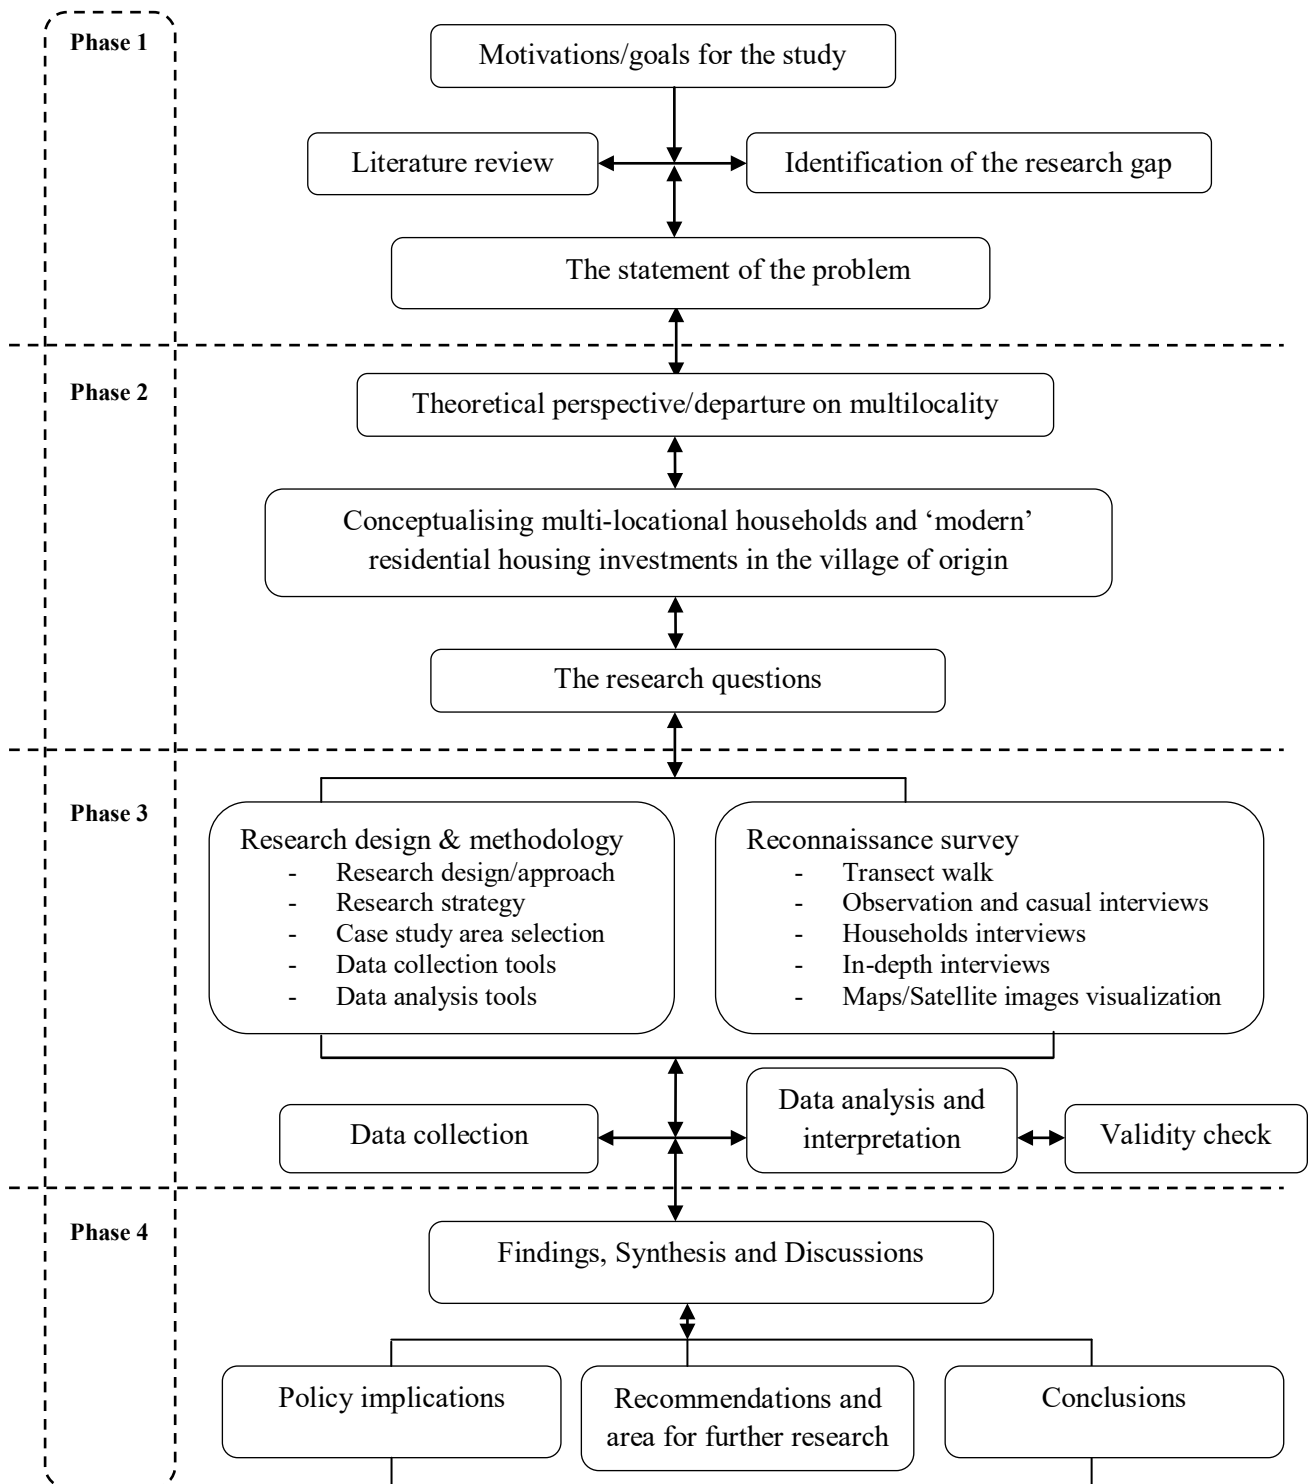 Phase 1
Motivations/goals for the study
Literature review
Identification of the research gap
The statement of the problem
Phase 2
Theoretical perspective/departure on multilocality
Conceptualising multi-locational households and ‘modern’
residential housing investments in the village of origin
The research questions
Phase 3
Research design & methodology
- Research design/approach
- Research strategy
- Case study area selection
- Data collection tools
- Data analysis tools
Reconnaissance survey
- Transect walk
- Observation and casual interviews
- Households interviews
- In-depth interviews
- Maps/Satellite images visualization
Data collection
Data analysis and
interpretation
Validity check
Phase 4
Findings, Synthesis and Discussions
Policy implications
Recommendations and
area for further research
Conclusions